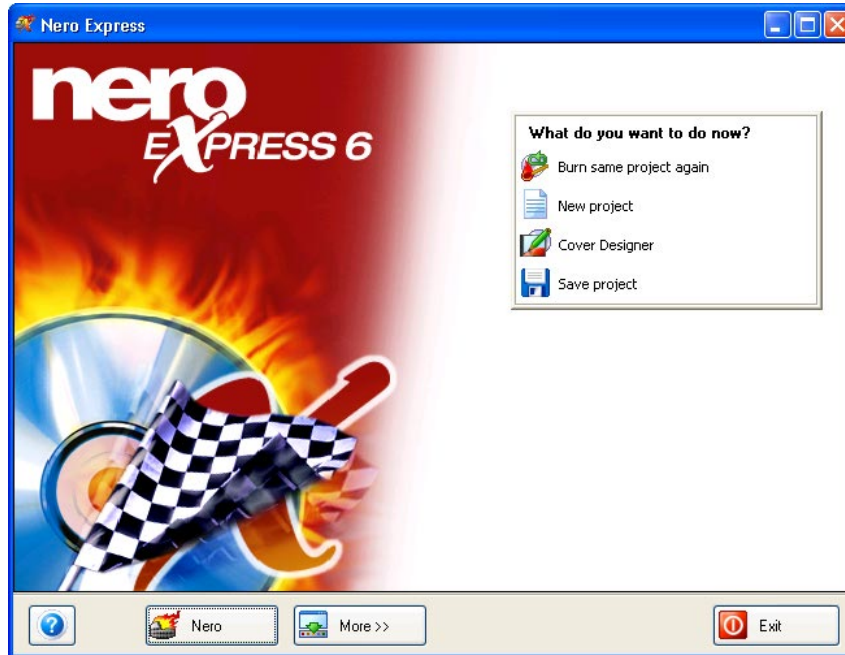 Nero Express
nero
EXPRESS 6
What do you want to do now?
Burn same project again
New project
Cover Designer
Save project
?
Nero
More >>
Exit